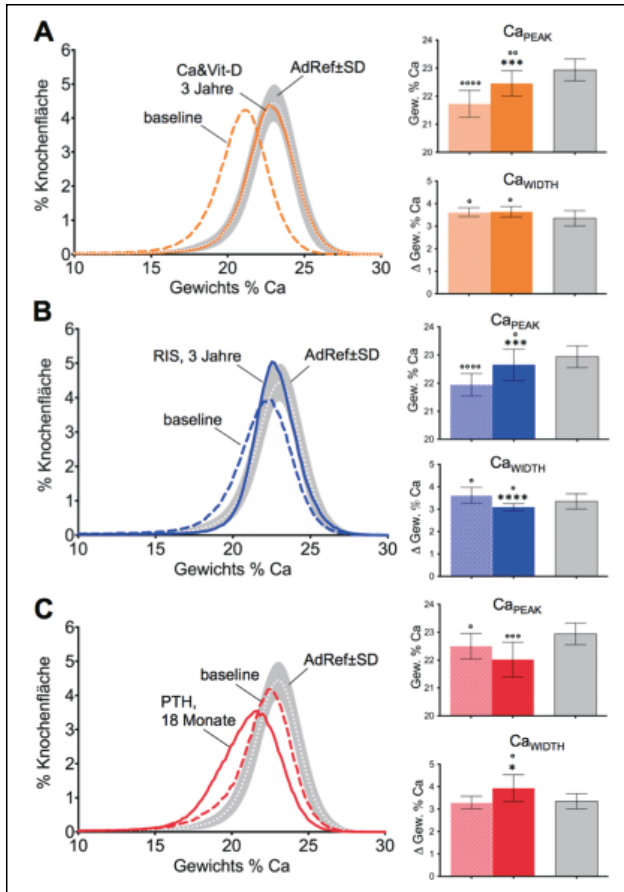 A
% Knochenfläche
6
5
4
3
2
1
0
10
15
20
25
30
Gewichts % Ca
Ca&Vit-D
3 Jahre
AdRef±SD
baseline
CaPEAK
Gew. % Ca
24
23
22
21
20
°°°°
°°
***
CaWIDTH
Δ Gew. % Ca
5
4
3
2
1
0
°
°
B
% Knochenfläche
6
5
4
3
2
1
0
10
15
20
25
30
Gewichts % Ca
RIS, 3 Jahre
AdRef±SD
baseline
CaPEAK
Gew. % Ca
24
23
22
21
20
°°°°
°
***
CaWIDTH
Δ Gew. % Ca
5
4
3
2
1
0
°
°
****
C
% Knochenfläche
6
5
4
3
2
1
0
10
15
20
25
30
Gewichts % Ca
baseline
AdRef±SD
PTH,
18 Monate
CaPEAK
Gew. % Ca
24
23
22
21
20
°
°°°
CaWIDTH
Δ Gew. % Ca
5
4
3
2
1
0
°
*